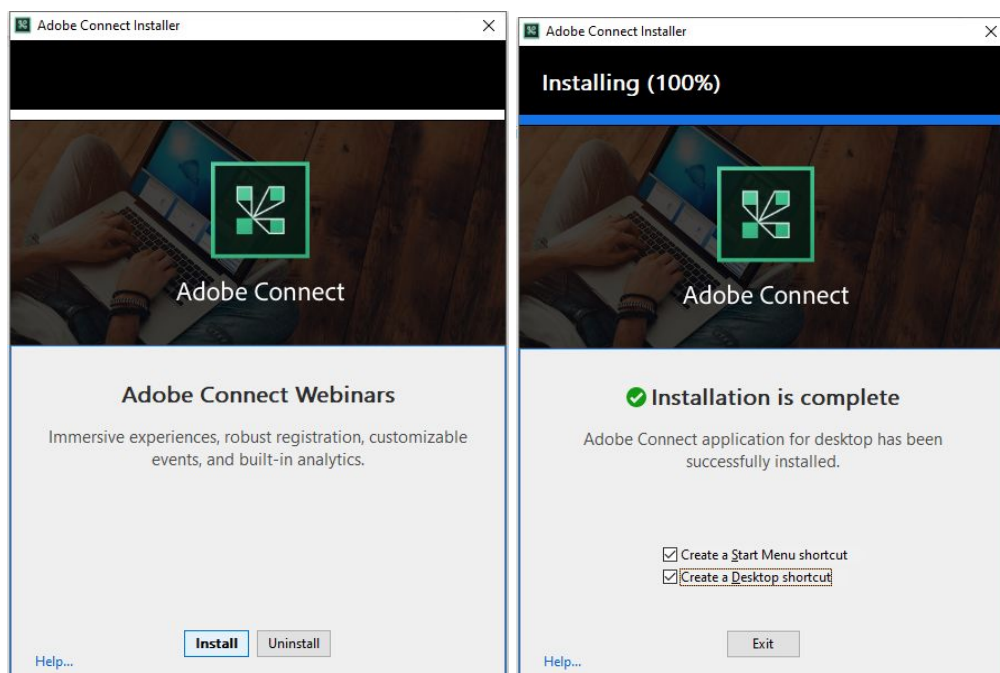 Adobe Connect Installer
Adobe Connect
Adobe Connect Webinars
Immersive experiences, robust registration, customizable
events, and built-in analytics.
Install
Uninstall
Help...
Adobe Connect Installer
Installing (100%)
Adobe Connect
Installation is complete
Adobe Connect application for desktop has been
successfully installed.
Create a Start Menu shortcut
Create a Desktop shortcut
Exit
Help...